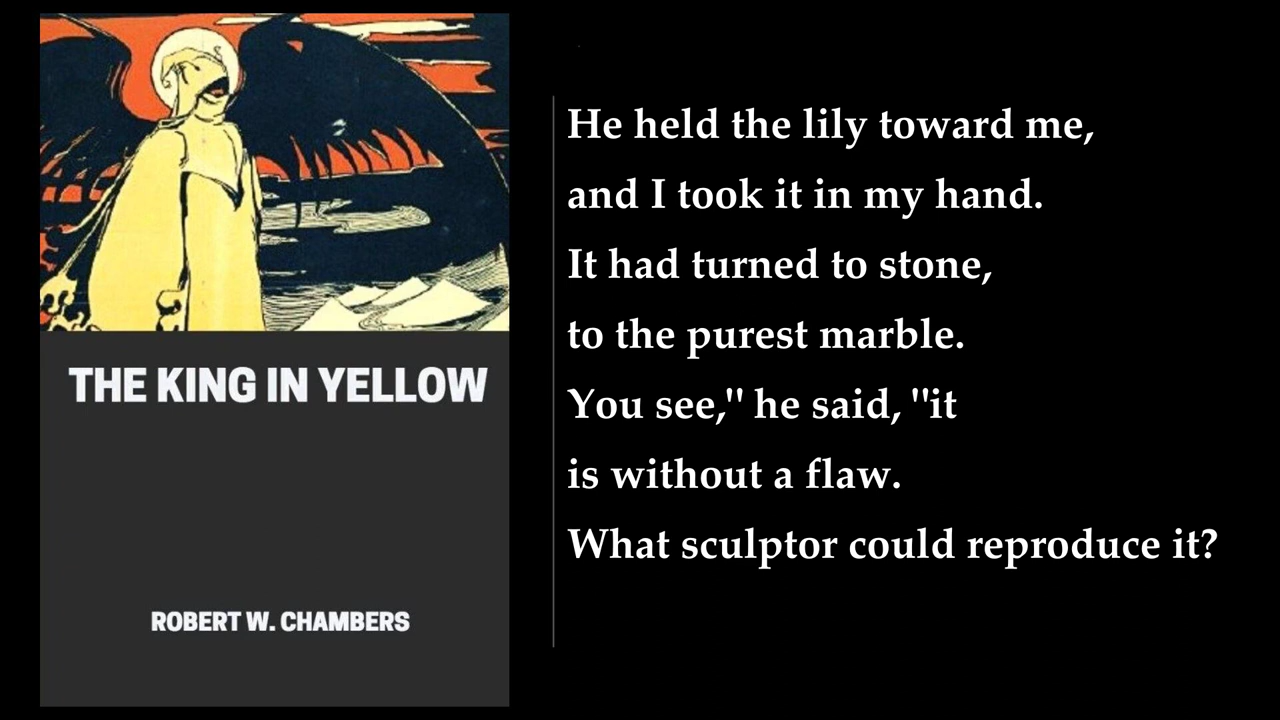 THE KING IN YELLOW
ROBERT W. CHAMBERS
He held the lily toward me,
and I took it in my hand.
It had turned to stone,
to the purest marble.
You see," he said, "it
is without a flaw.
What sculptor could reproduce it?